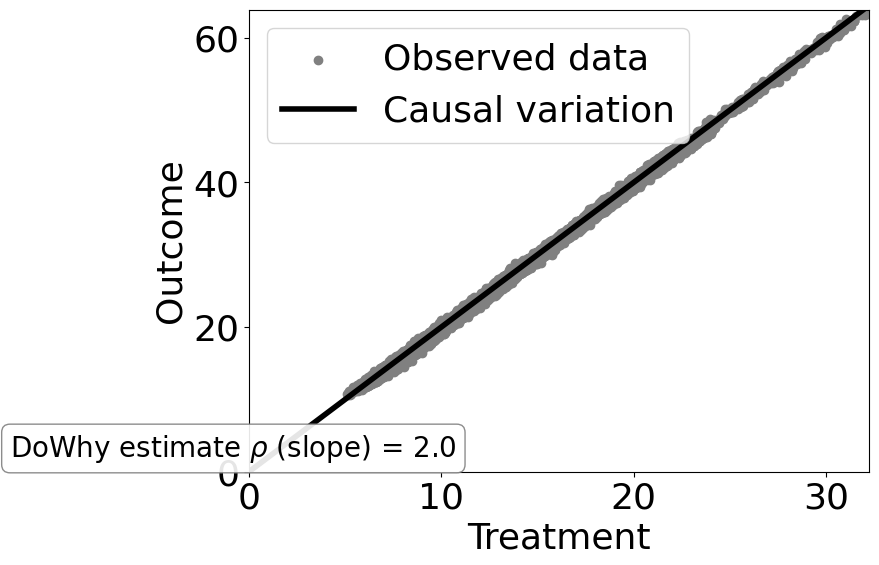 60
Observed data
Causal variation
40
Outcome
20
DoWhy estimate ρ (slope) = 2.0
0
0 10 20 30
Treatment